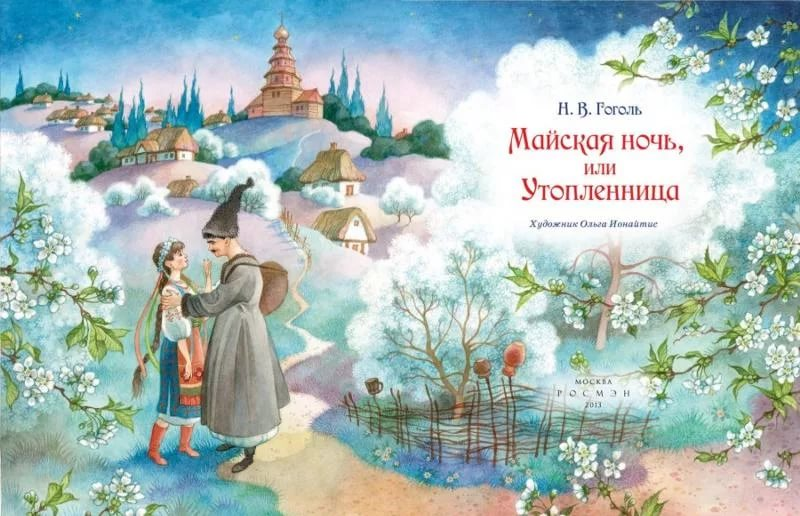 Н. В. Гоголь
Майская ночь,
или
Утопленница
Художник Ольга Ионайтис
МОСКВА
РОСМЭН
2013